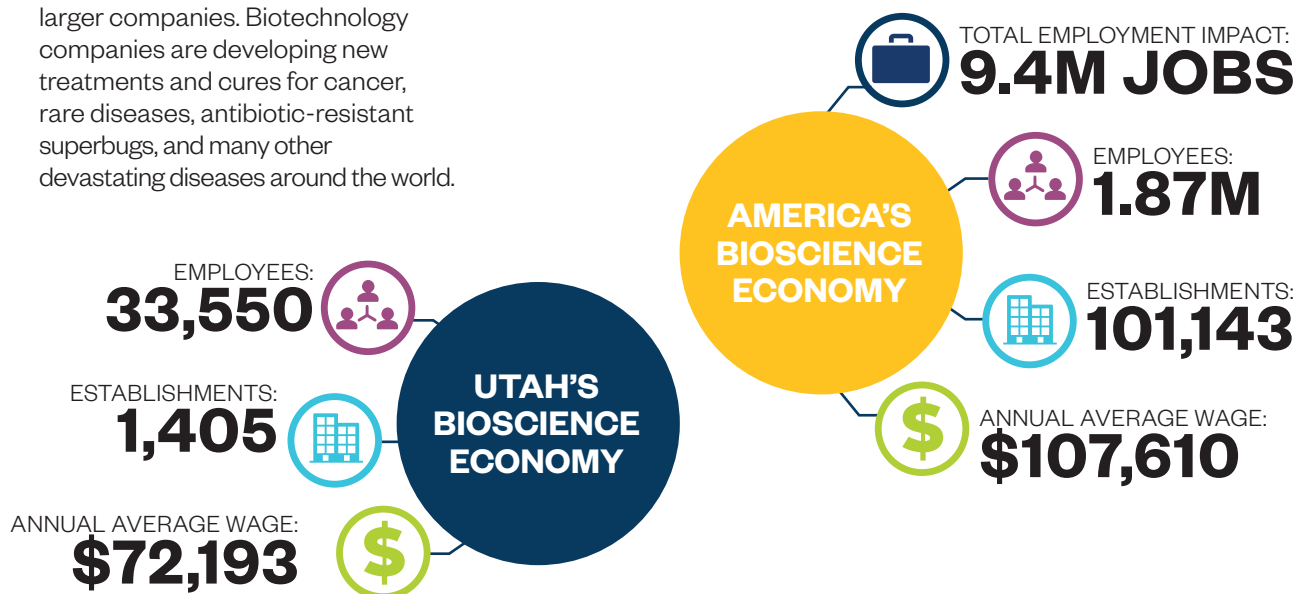 larger companies. Biotechnology
companies are developing new
treatments and cures for cancer,
rare diseases, antibiotic-resistant
superbugs, and many other
devastating diseases around the world.
TOTAL EMPLOYMENT IMPACT:
9.4M JOBS
EMPLOYEES:
1.87M
AMERICA'S
BIOSCIENCE
ECONOMY
ESTABLISHMENTS:
101,143
ANNUAL AVERAGE WAGE:
$107,610
EMPLOYEES:
33,550
ESTABLISHMENTS:
1,405
UTAH'S
BIOSCIENCE
ECONOMY
ANNUAL AVERAGE WAGE:
$72,193